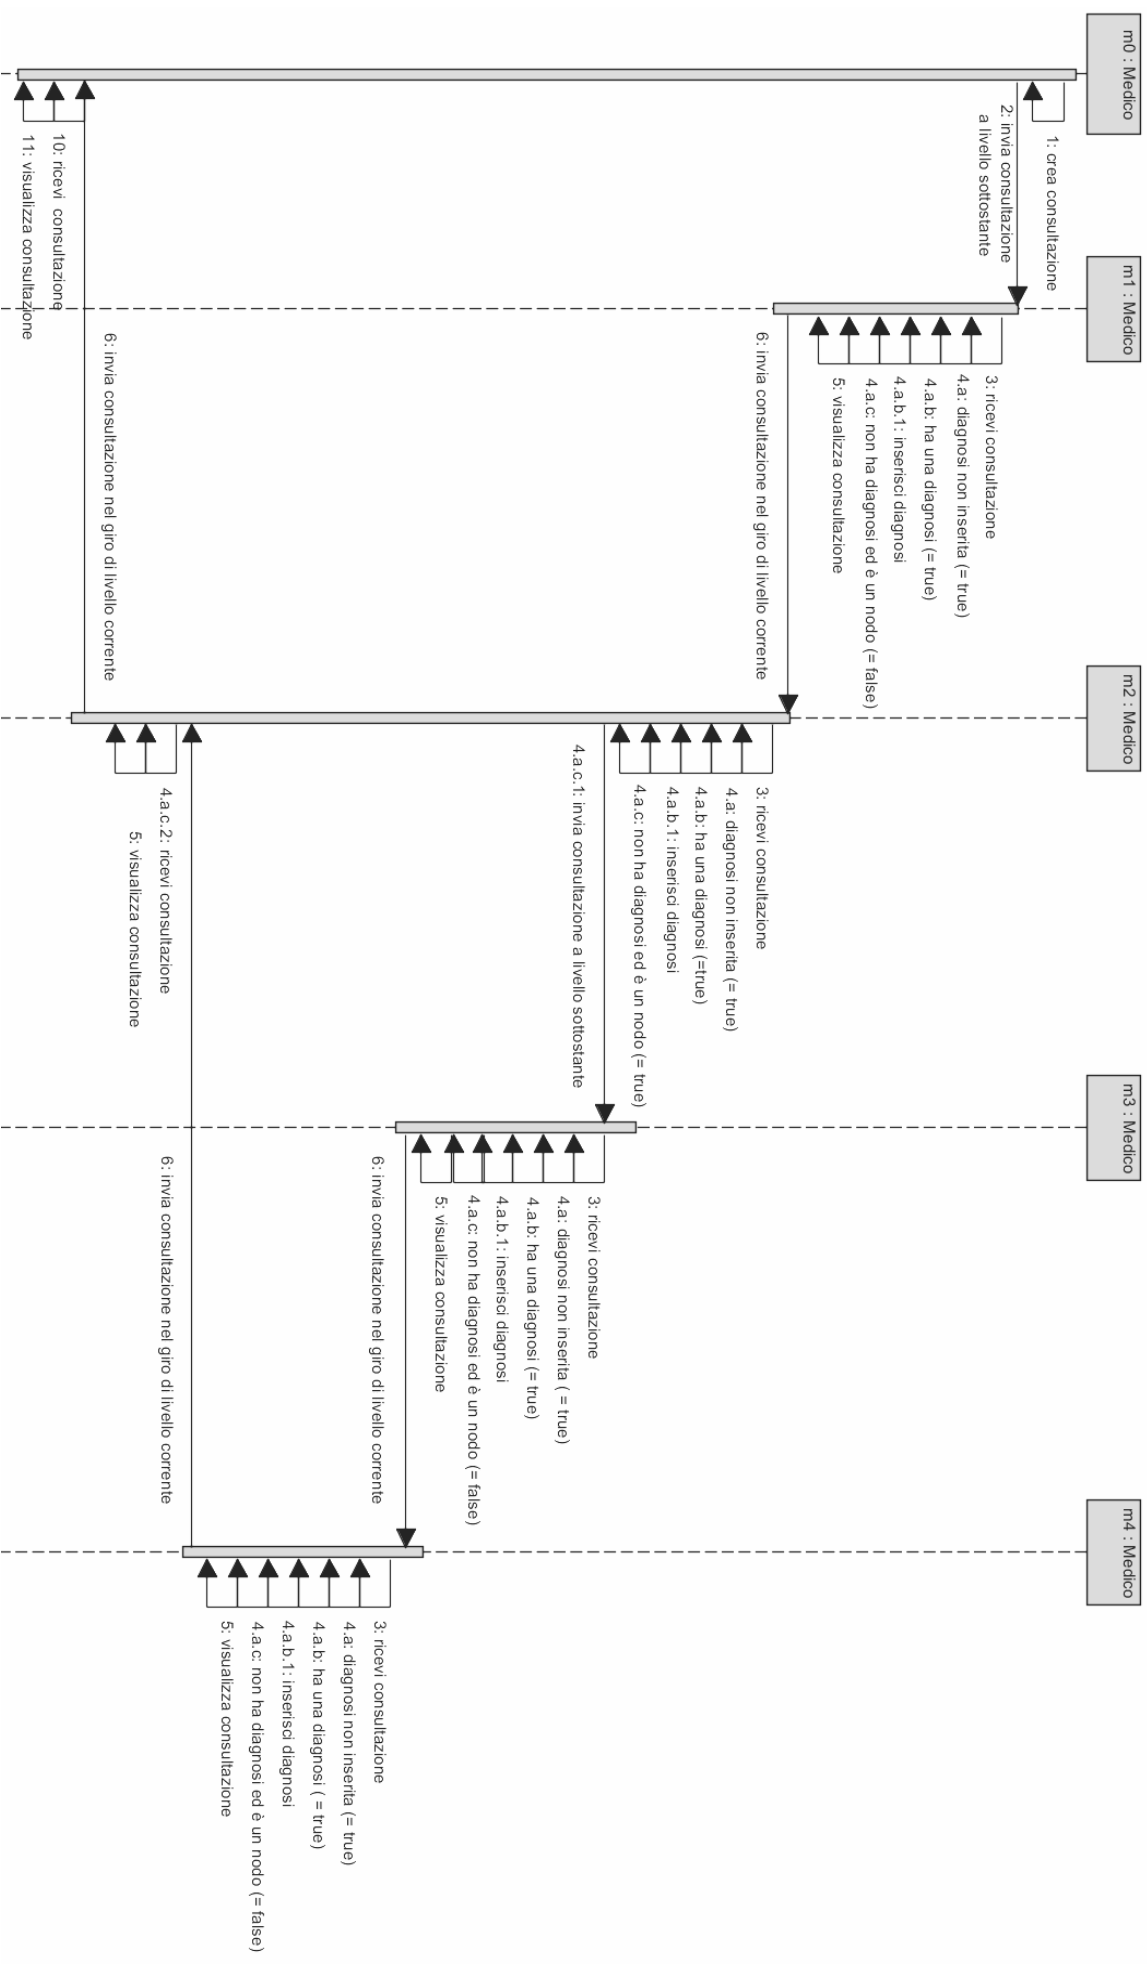 m0 : Medico
m1 : Medico
m2 : Medico
m3 : Medico
m4 : Medico
1: crea consultazione
2: invia consultazione
a livello sottostante
3: ricevi consultazione
4.a: diagnosi non inserita (= true)
4.a.b: ha una diagnosi (= true)
4.a.b.1: inserisci diagnosi
4.a.c: non ha diagnosi ed è un nodo (= false)
5: visualizza consultazione
6: invia consultazione nel giro di livello corrente
3: ricevi consultazione
4.a: diagnosi non inserita (= true)
4.a.b: ha una diagnosi (=true)
4.a.b.1: inserisci diagnosi
4.a.c: non ha diagnosi ed è un nodo (= true)
4.a.c.1: invia consultazione a livello sottostante
3: ricevi consultazione
4.a: diagnosi non inserita ( = true)
4.a.b: ha una diagnosi (= true)
4.a.b.1: inserisci diagnosi
4.a.c: non ha diagnosi ed è un nodo (= false)
5: visualizza consultazione
6: invia consultazione nel giro di livello corrente
3: ricevi consultazione
4.a: diagnosi non inserita (= true)
4.a.b: ha una diagnosi ( = true)
4.a.b.1: inserisci diagnosi
4.a.c: non ha diagnosi ed è un nodo (= false)
5: visualizza consultazione
6: invia consultazione nel giro di livello corrente
4.a.c.2: ricevi consultazione
5: visualizza consultazione
6: invia consultazione nel giro di livello corrente
10: ricevi consultazione
11: visualizza consultazione